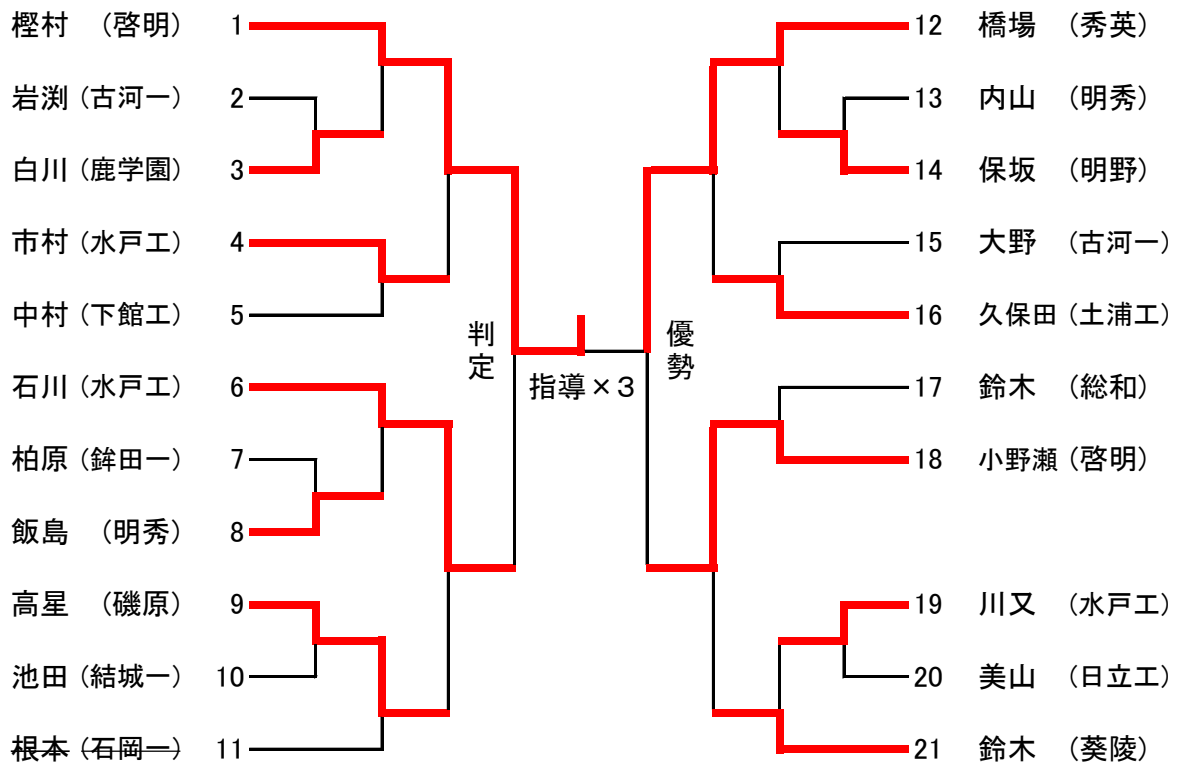 樫村 （啓明） 1
岩渕（古河一） 2
白川（鹿学園） 3
市村（水戸工） 4
中村（下館工） 5
石川（水戸工） 6
柏原（鉾田一） 7
飯島 （明秀） 8
高星 （磯原） 9
池田（結城一） 10
根本（石岡一） 11
判定
指導×3
優勢
12 橋場 （秀英）
13 内山 （明秀）
14 保坂 （明野）
15 大野 （古河一）
16 久保田（土浦工）
17 鈴木 （総和）
18 小野瀬（啓明）
19 川又 （水戸工）
20 美山 （日立工）
21 鈴木 （葵陵）